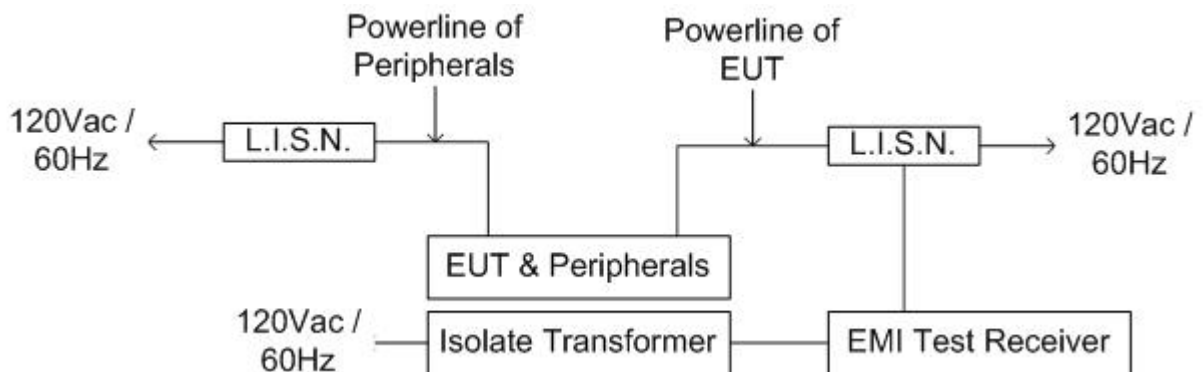 Powerline of
Peripherals
Powerline of
EUT
120Vac /
60Hz
L.I.S.N.
L.I.S.N.
120Vac /
60Hz
EUT & Peripherals
120Vac /
60Hz
Isolate Transformer
EMI Test Receiver